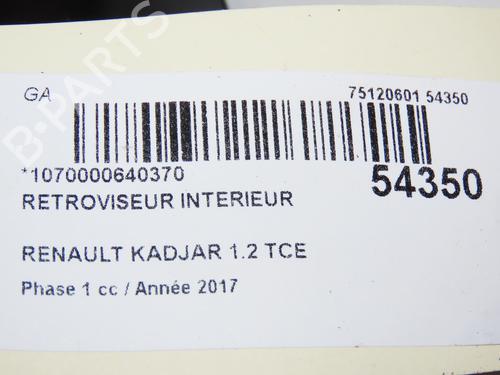 B-PARTS
GA
75120601 54350
*1070000640370
54350
RETROVISEUR INTERIEUR
RENAULT KADJAR 1.2 TCE
Phase 1 cc / Année 2017